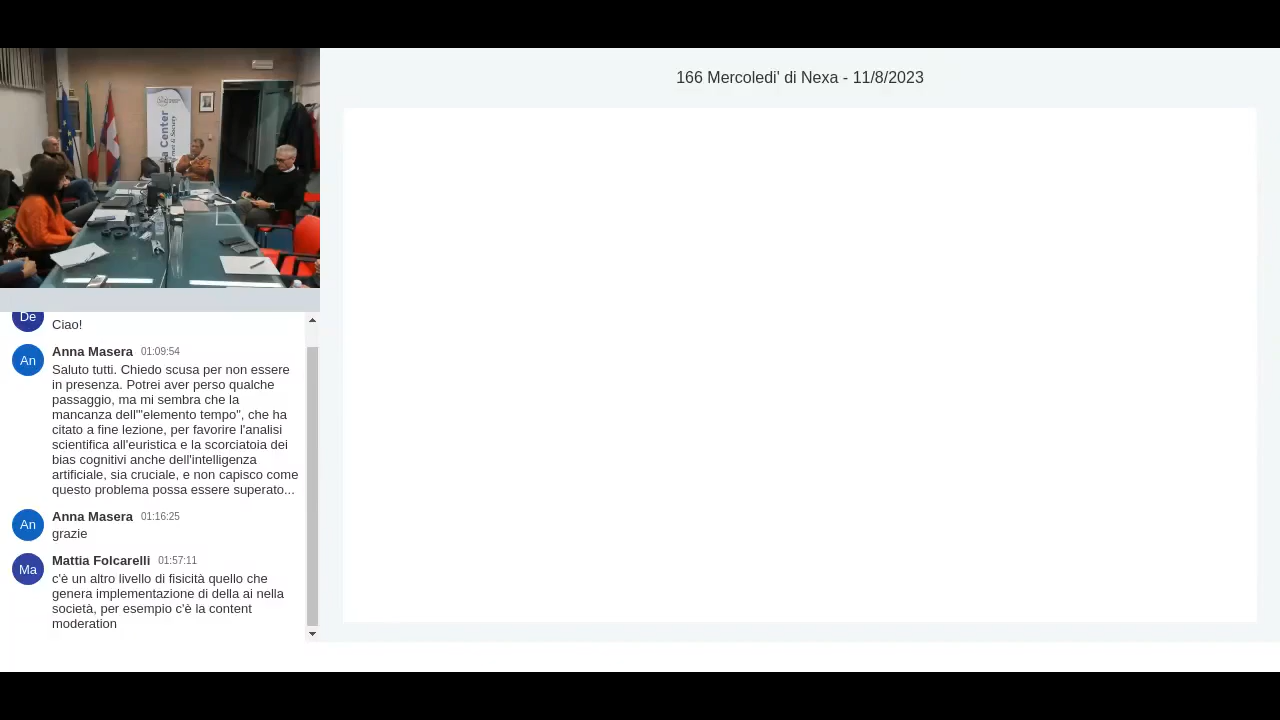 166 Mercoledi' di Nexa - 11/8/2023
a Center
De
Ciao!
An
Anna Masera 01:09:54
Saluto tutti. Chiedo scusa per non essere
in presenza. Potrei aver perso qualche
passaggio, ma mi sembra che la
mancanza dell'"elemento tempo", che ha
citato a fine lezione, per favorire l'analisi
scientifica all'euristica e la scorciatoia dei
bias cognitivi anche dell'intelligenza
artificiale, sia cruciale, e non capisco come
questo problema possa essere superato...
An
Anna Masera 01:16:25
grazie
Ma
Mattia Folcarelli 01:57:11
c'è un altro livello di fisicità quello che
genera implementazione di della ai nella
società, per esempio c'è la content
moderation